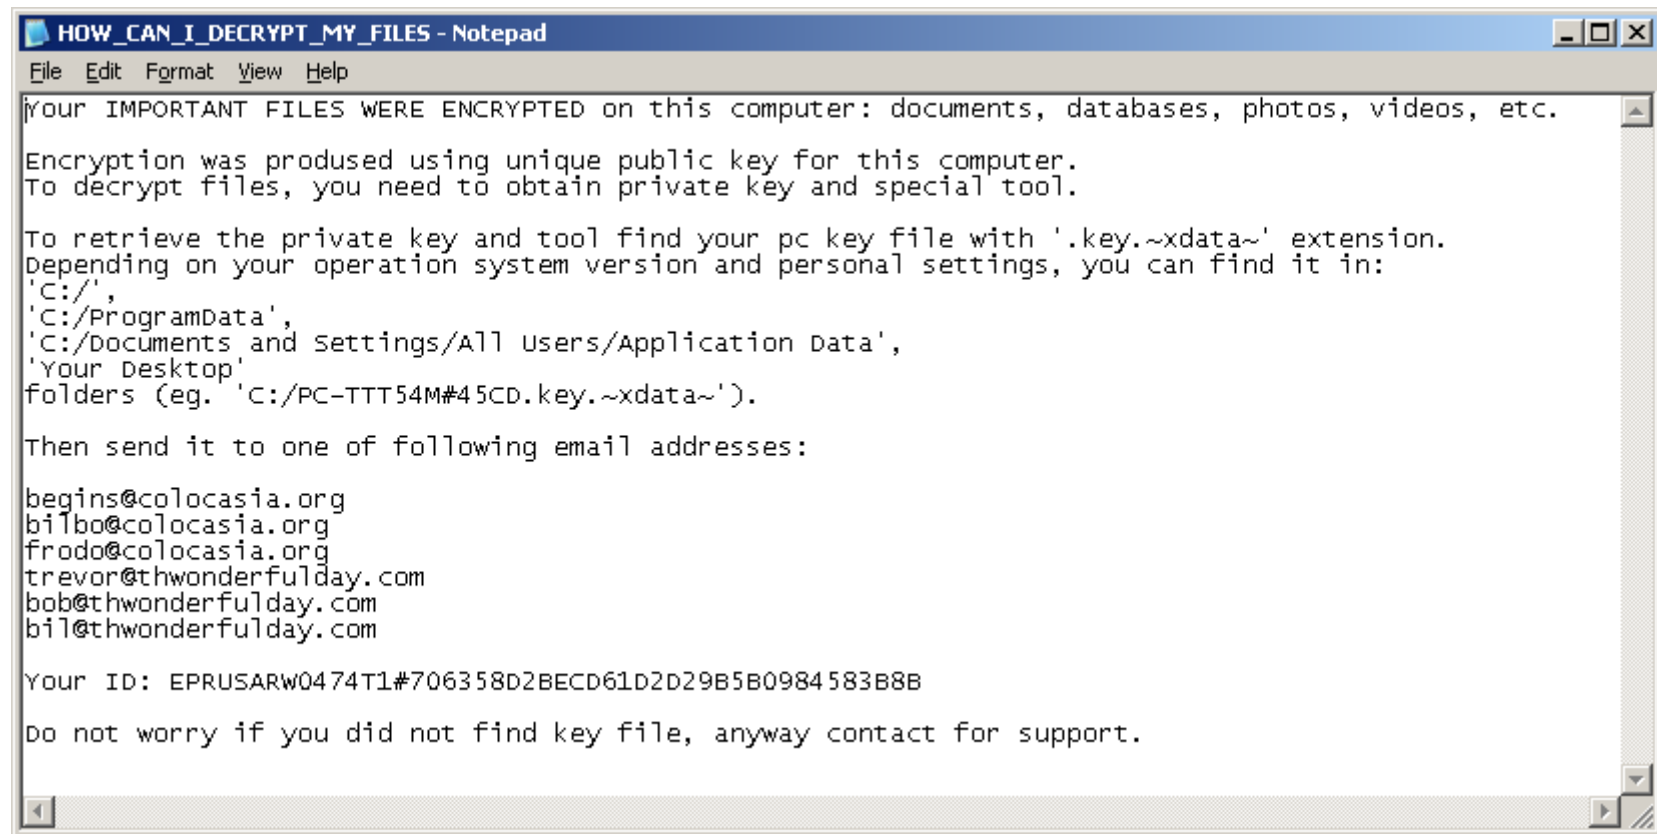 HOW_CAN_I_DECRYPT_MY_FILES - Notepad
File Edit Format View Help
Your IMPORTANT FILES WERE ENCRYPTED on this computer: documents, databases, photos, videos, etc.
Encryption was prodused using unique public key for this computer.
To decrypt files, you need to obtain private key and special tool.
To retrieve the private key and tool find your pc key file with '.key.~xdata~' extension.
Depending on your operation system version and personal settings, you can find it in:
'C:/',
'C:/ProgramData',
'C:/Documents and Settings/All Users/Application Data',
'Your Desktop'
folders (eg. 'C:/PC-TTT54M#45CD.key.~xdata~').
Then send it to one of following email addresses:
begins@colocasia.org
bilbo@colocasia.org
frodo@colocasia.org
trevor@thwonderfulday.com
bob@thwonderfulday.com
bil@thwonderfulday.com
Your ID: EPRUSARW0474T1#706358D2BECD61D2D29B5B0984583B8B
Do not worry if you did not find key file, anyway contact for support.